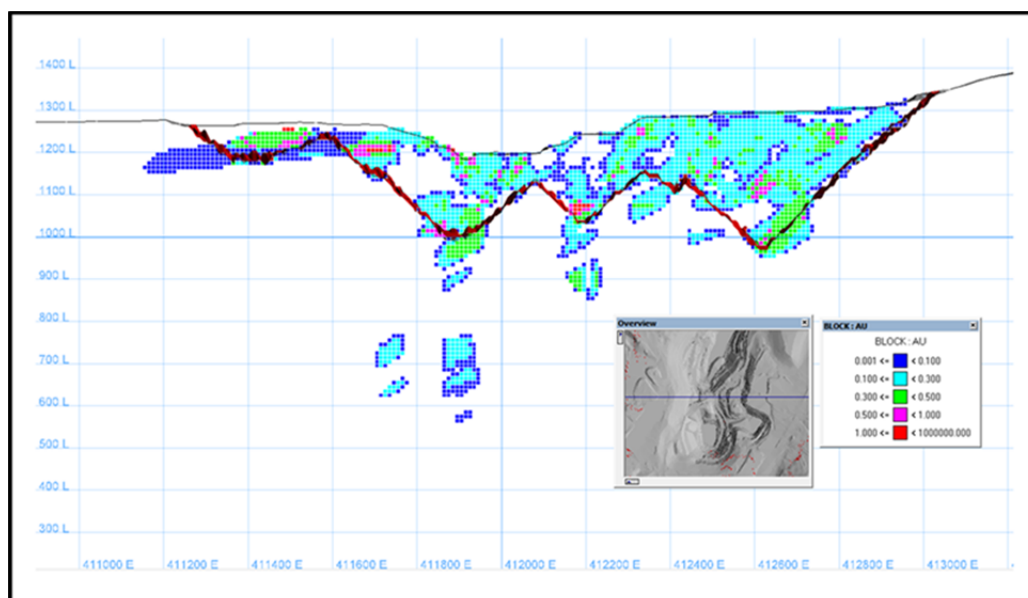 1400 L
1300 L
1200 L
1100 L
1000 L
900 L
800 L
700 L
600 L
500 L
400 L
300 L
411000 E 411200 E 411400 E 411600 E 411800 E 412000 E 412200 E 412400 E 412600 E 412800 E 413000 E
Overview
BLOCK : AU
BLOCK : AU
0.001 <= < 0.100
0.100 <= < 0.300
0.300 <= < 0.500
0.500 <= < 1.000
1.000 <= < 1000000.000